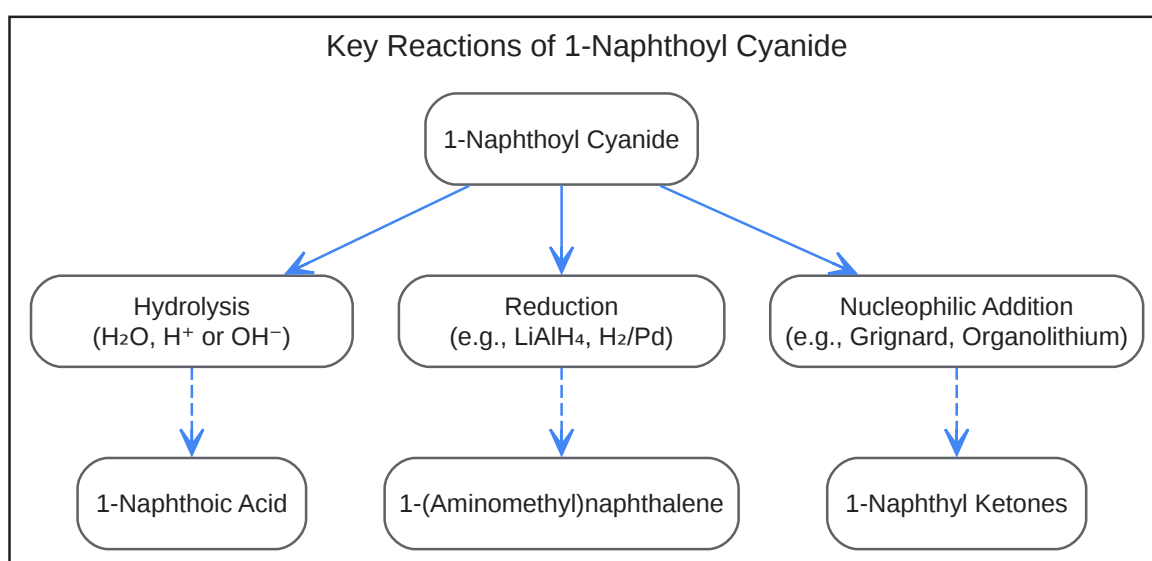 Key Reactions of 1-Naphthoyl Cyanide
1-Naphthoyl Cyanide
Hydrolysis
(H₂O, H⁺ or OH⁻)
Reduction
(e.g., LiAlH₄, H₂/Pd)
Nucleophilic Addition
(e.g., Grignard, Organolithium)
1-Naphthoic Acid
1-(Aminomethyl)naphthalene
1-Naphthyl Ketones